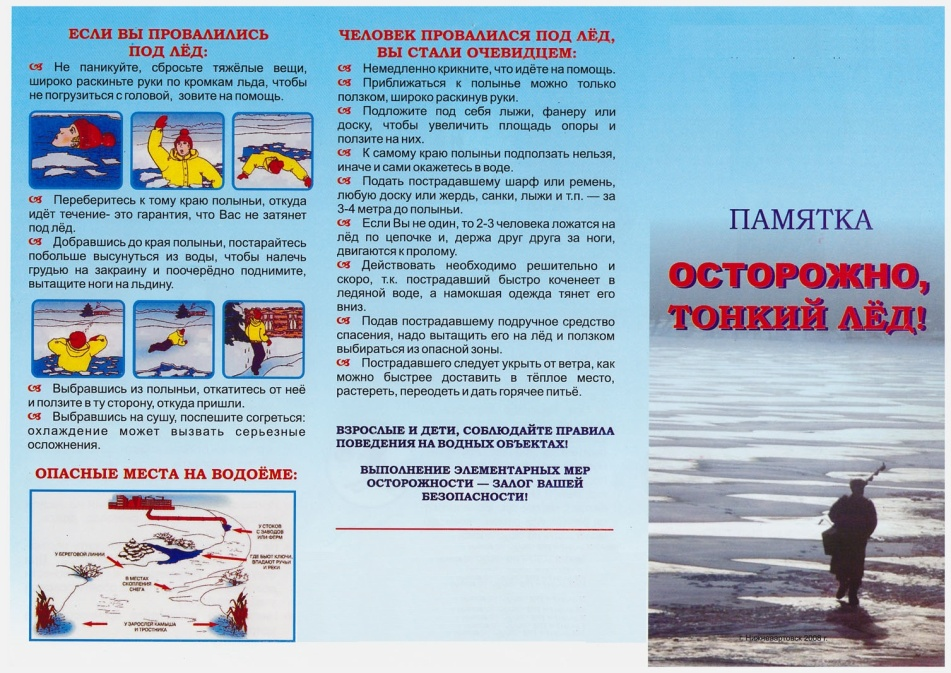 ЕСЛИ ВЫ ПРОВАЛИЛИСЬ
ПОД ЛЁД:
Не паникуйте, сбросьте тяжёлые вещи,
широко раскиньте руки по кромкам льда, чтобы
не погрузиться с головой, зовите на помощь.
Переберитесь к тому краю полыньи, откуда
идёт течение- это гарантия, что Вас не затянет
под лёд.
Добравшись до края полыньи, постарайтесь
побольше высунуться из воды, чтобы налечь
грудью на закраину и поочерёдно поднимите,
вытащите ноги на льдину.
Выбравшись из полыньи, откатитесь от неё
и ползите в ту сторону, откуда пришли.
Выбравшись на сушу, поспешите согреться:
охлаждение может вызвать серьезные
осложнения.
ОПАСНЫЕ МЕСТА НА ВОДОЁМЕ:
У СТОКОВ
С ЗАВОДОВ
ИЛИ ФЕРМ
У БЕРЕГОВОЙ ЛИНИИ
ГДЕ БЬЮТ КЛЮЧИ,
ВПАДАЮТ РУЧЬИ
И РЕКИ
В МЕСТАХ
СКОПЛЕНИЯ
СНЕГА
У ЗАРОСЛЕЙ КАМЫША
И ТРОСТНИКА
ЧЕЛОВЕК ПРОВАЛИЛСЯ ПОД ЛЁД,
ВЫ СТАЛИ ОЧЕВИДЦЕМ:
Немедленно крикните, что идёте на помощь.
Приближаться к полынье можно только
ползком, широко раскинув руки.
Подложите под себя лыжи, фанеру или
доску, чтобы увеличить площадь опоры и
ползите на них.
К самому краю полыньи подползать нельзя,
иначе и сами окажетесь в воде.
Подать пострадавшему шарф или ремень,
любую доску или жердь, санки, лыжи и т.п. — за
3-4 метра до полыньи.
Если Вы не один, то 2-3 человека ложатся на
лёд по цепочке и, держа друг друга за ноги,
двигаются к пролому.
Действовать необходимо решительно и
скоро, т.к. пострадавший быстро коченеет в
ледяной воде, а намокшая одежда тянет его
вниз.
Подав пострадавшему подручное средство
спасения, надо вытащить его на лёд и ползком
выбираться из опасной зоны.
Пострадавшего следует укрыть от ветра, как
можно быстрее доставить в тёплое место,
растереть, переодеть и дать горячее питьё.
ВЗРОСЛЫЕ И ДЕТИ, СОБЛЮДАЙТЕ ПРАВИЛА
ПОВЕДЕНИЯ НА ВОДНЫХ ОБЪЕКТАХ!
ВЫПОЛНЕНИЕ ЭЛЕМЕНТАРНЫХ МЕР
ОСТОРОЖНОСТИ — ЗАЛОГ ВАШЕЙ
БЕЗОПАСНОСТИ!
ПАМЯТКА
ОСТОРОЖНО,
ТОНКИЙ ЛЁД!
г. Нижневартовск 2008 г.